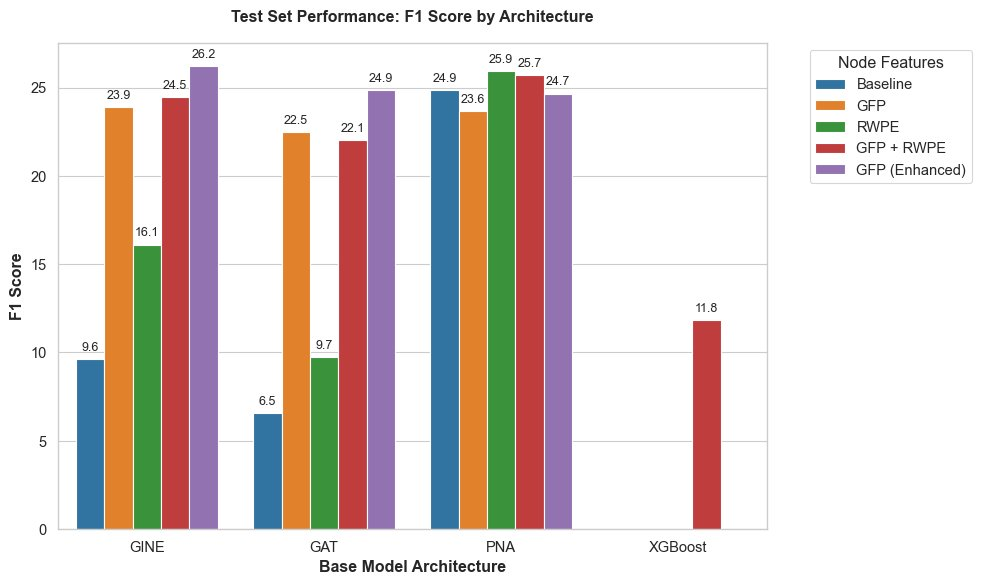 Test Set Performance: F1 Score by Architecture
Node Features
Baseline
GFP
RWPE
GFP + RWPE
GFP (Enhanced)
F1 Score
25
20
15
10
5
0
9.6
23.9
16.1
24.5
26.2
6.5
22.5
9.7
22.1
24.9
24.9
23.6
25.9
25.7
24.7
11.8
GINE
GAT
PNA
XGBoost
Base Model Architecture